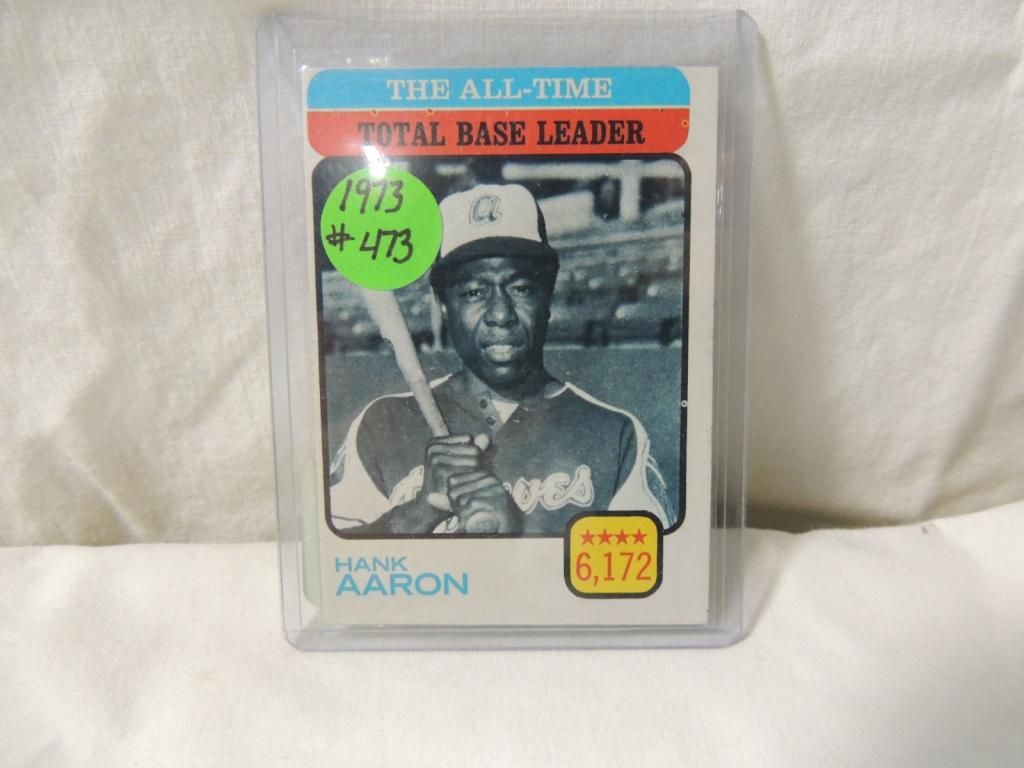 THE ALL-TIME
TOTAL BASE LEADER
1973
# 473
a
Braves
HANK
AARON
6,172